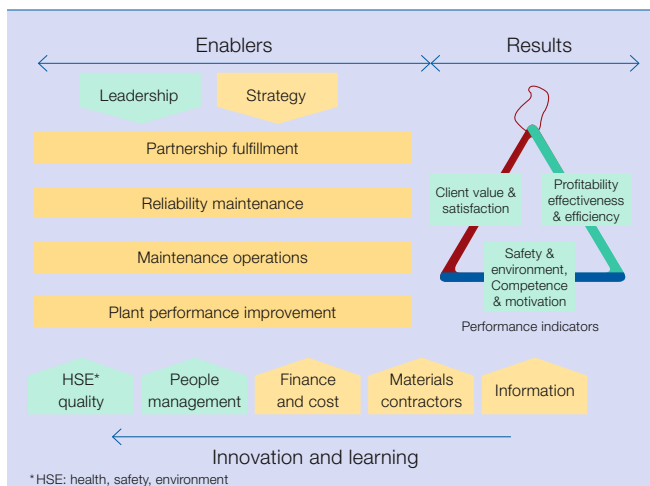 Enablers
Results
Leadership
Strategy
Partnership fulfillment
Reliability maintenance
Maintenance operations
Plant performance improvement
Client value &
satisfaction
Profitability
effectiveness
& efficiency
Safety &
environment,
Competence
& motivation
Performance indicators
HSE*
quality
People
management
Finance
and cost
Materials
contractors
Information
Innovation and learning
*HSE: health, safety, environment